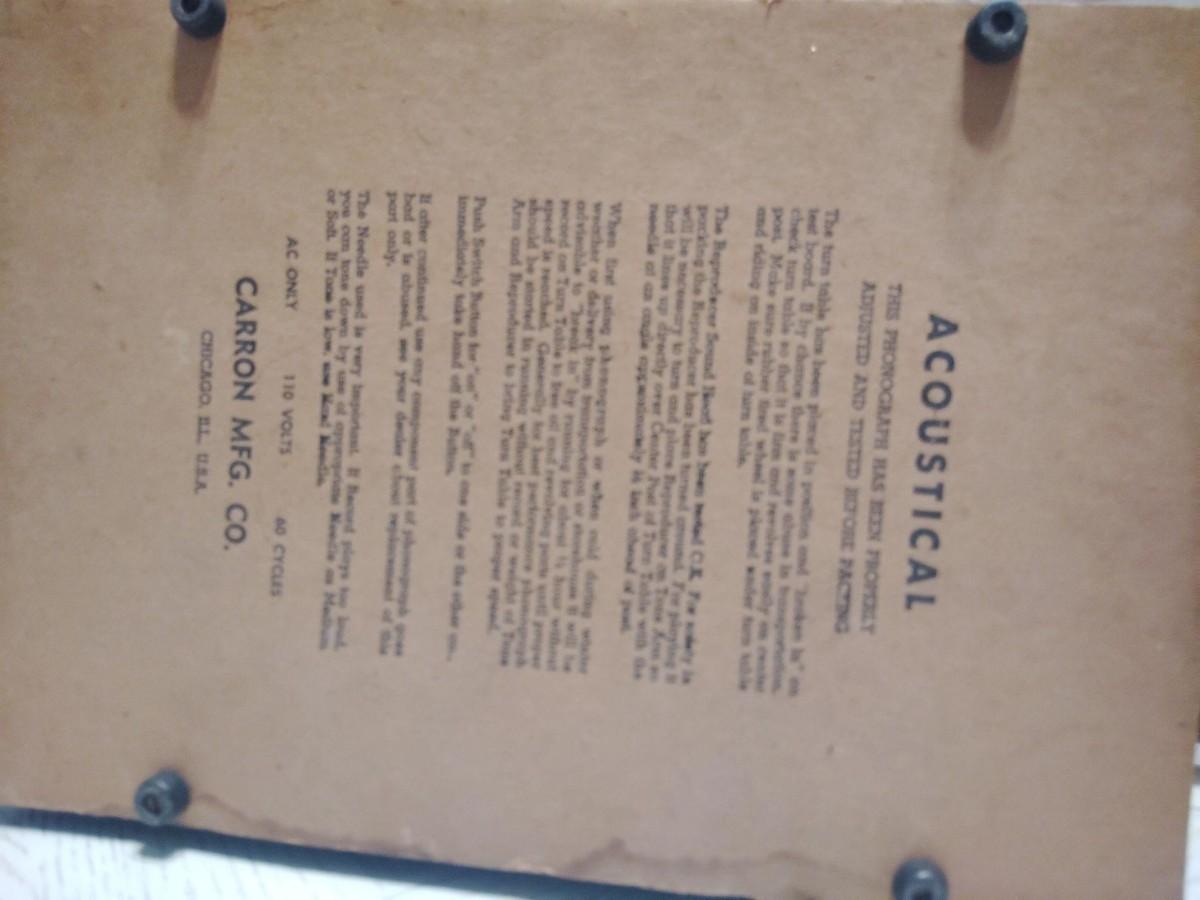 ACOUSTICAL
THIS PHONOGRAPH HAS BEEN PROPERLY
ADJUSTED AND TESTED BEFORE PACKING
The turn table has been placed in position and "broken in" on
test board. If by chance there is some abuse in transportation,
check turn table so that it is firm and revolves easily on center
post. Make sure rubber tired wheel is placed under turn table
and riding on inside of turn table.
The Reproducer Sound Head has been tested O.K. For safety in
packing the Reproducer has been turned around. For playing it
will be necessary to turn and place Reproducer on Tone Arm so
that it lines up directly over Center Post of Turn Table with the
needle at an angle approximately inch ahead of post.
When first using phonograph or when cold during winter
weather or delivery from transportation or storehouse it will be
advisable to "break in" by running for about ½ hour without
record on Turn Table to free oil and revolving parts until proper
speed is reached. Generally for best performance phonograph
should be started in running without record or weight of Tone
Arm and Reproducer to bring Turn Table to proper speed.
Push Switch Button for "on" or "off" to one side or the other
immediately take hand off the Button.
If after continued use any component part of phonograph goes
bad or is abused, see your dealer about replacement of this
part only.
The Needle used is very important. If Record plays too loud,
you can tone down by use of appropriate Needle as Medium
or Soft. If Tone is low, use Needle.
AC ONLY 110 VOLTS 60 CYCLES
CARRON MFG. CO.
CHICAGO, ILL., U.S.A.